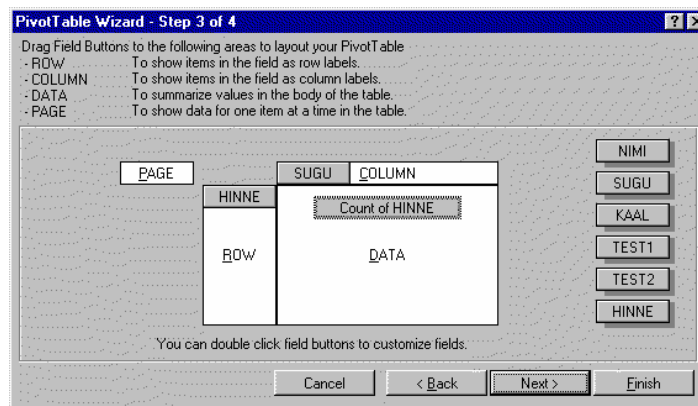 PivotTable Wizard - Step 3 of 4
Drag Field Buttons to the following areas to layout your PivotTable
- ROW To show items in the field as row labels.
- COLUMN To show items in the field as column labels.
- DATA To summarize values in the body of the table.
- PAGE To show data for one item at a time in the table.
PAGE
SUGU COLUMN
HINNE
Count of HINNE
ROW
DATA
NIMI
SUGU
KAAL
TEST1
TEST2
HINNE
You can double click field buttons to customize fields.
Cancel < Back Next > Finish